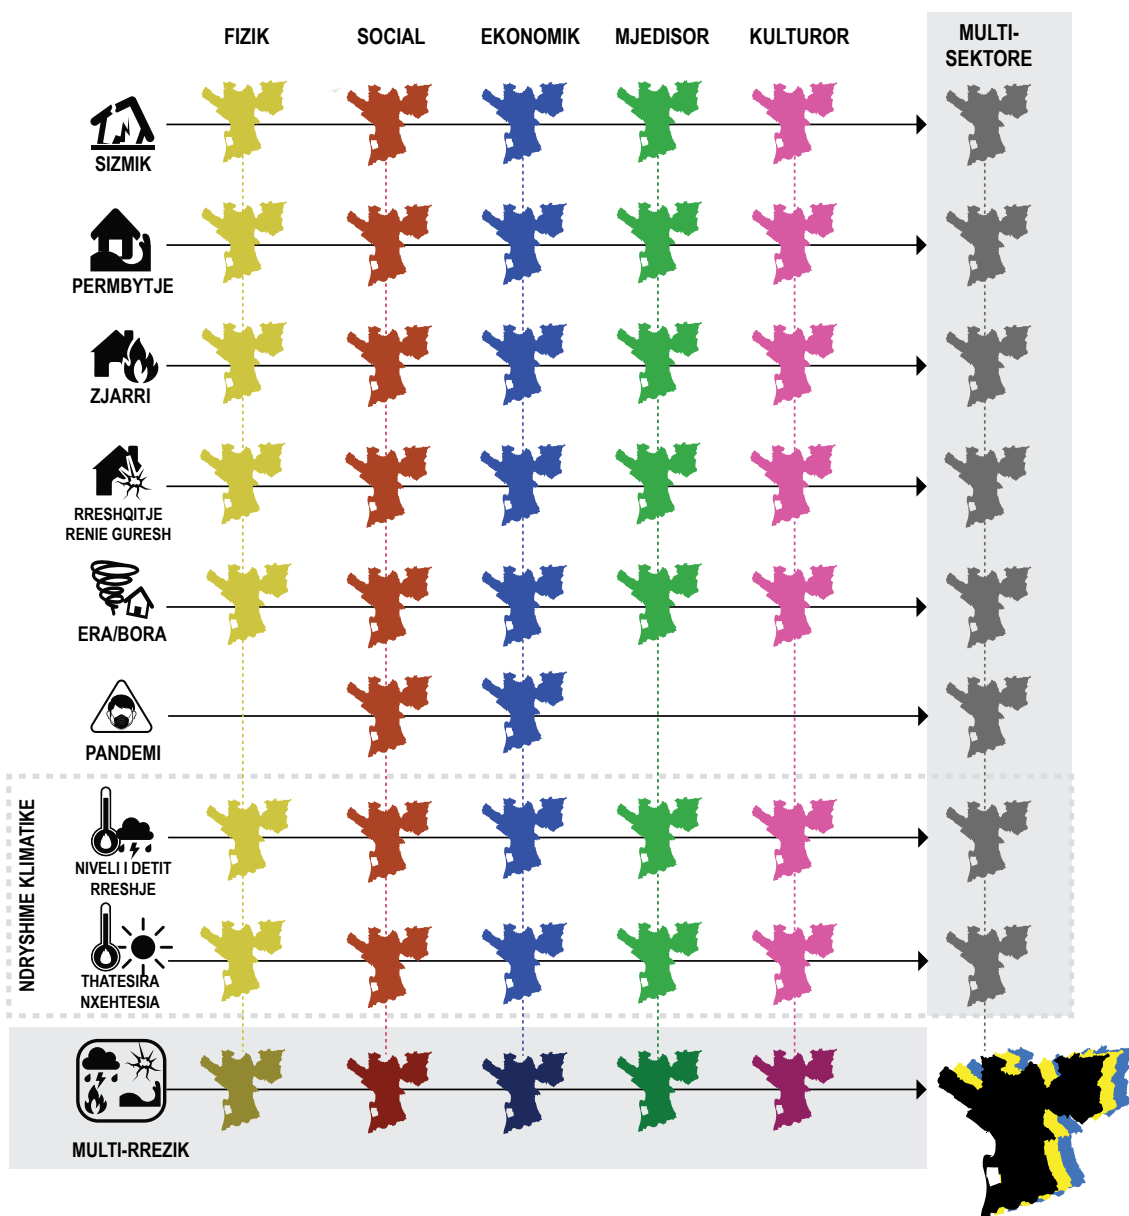 FIZIK
SOCIAL
EKONOMIK
MJEDISOR
KULTUROR
MULTI-
SEKTORE
SIZMIK
PERMBYTJE
ZJARRI
RRESHQITJE
RENIE GURESH
ERA/BORA
PANDEMI
NDRYSHIME KLIMATIKE
NIVELI I DETIT
RRESHJE
THATESIRA
NXEHTESIA
MULTI-RREZIK